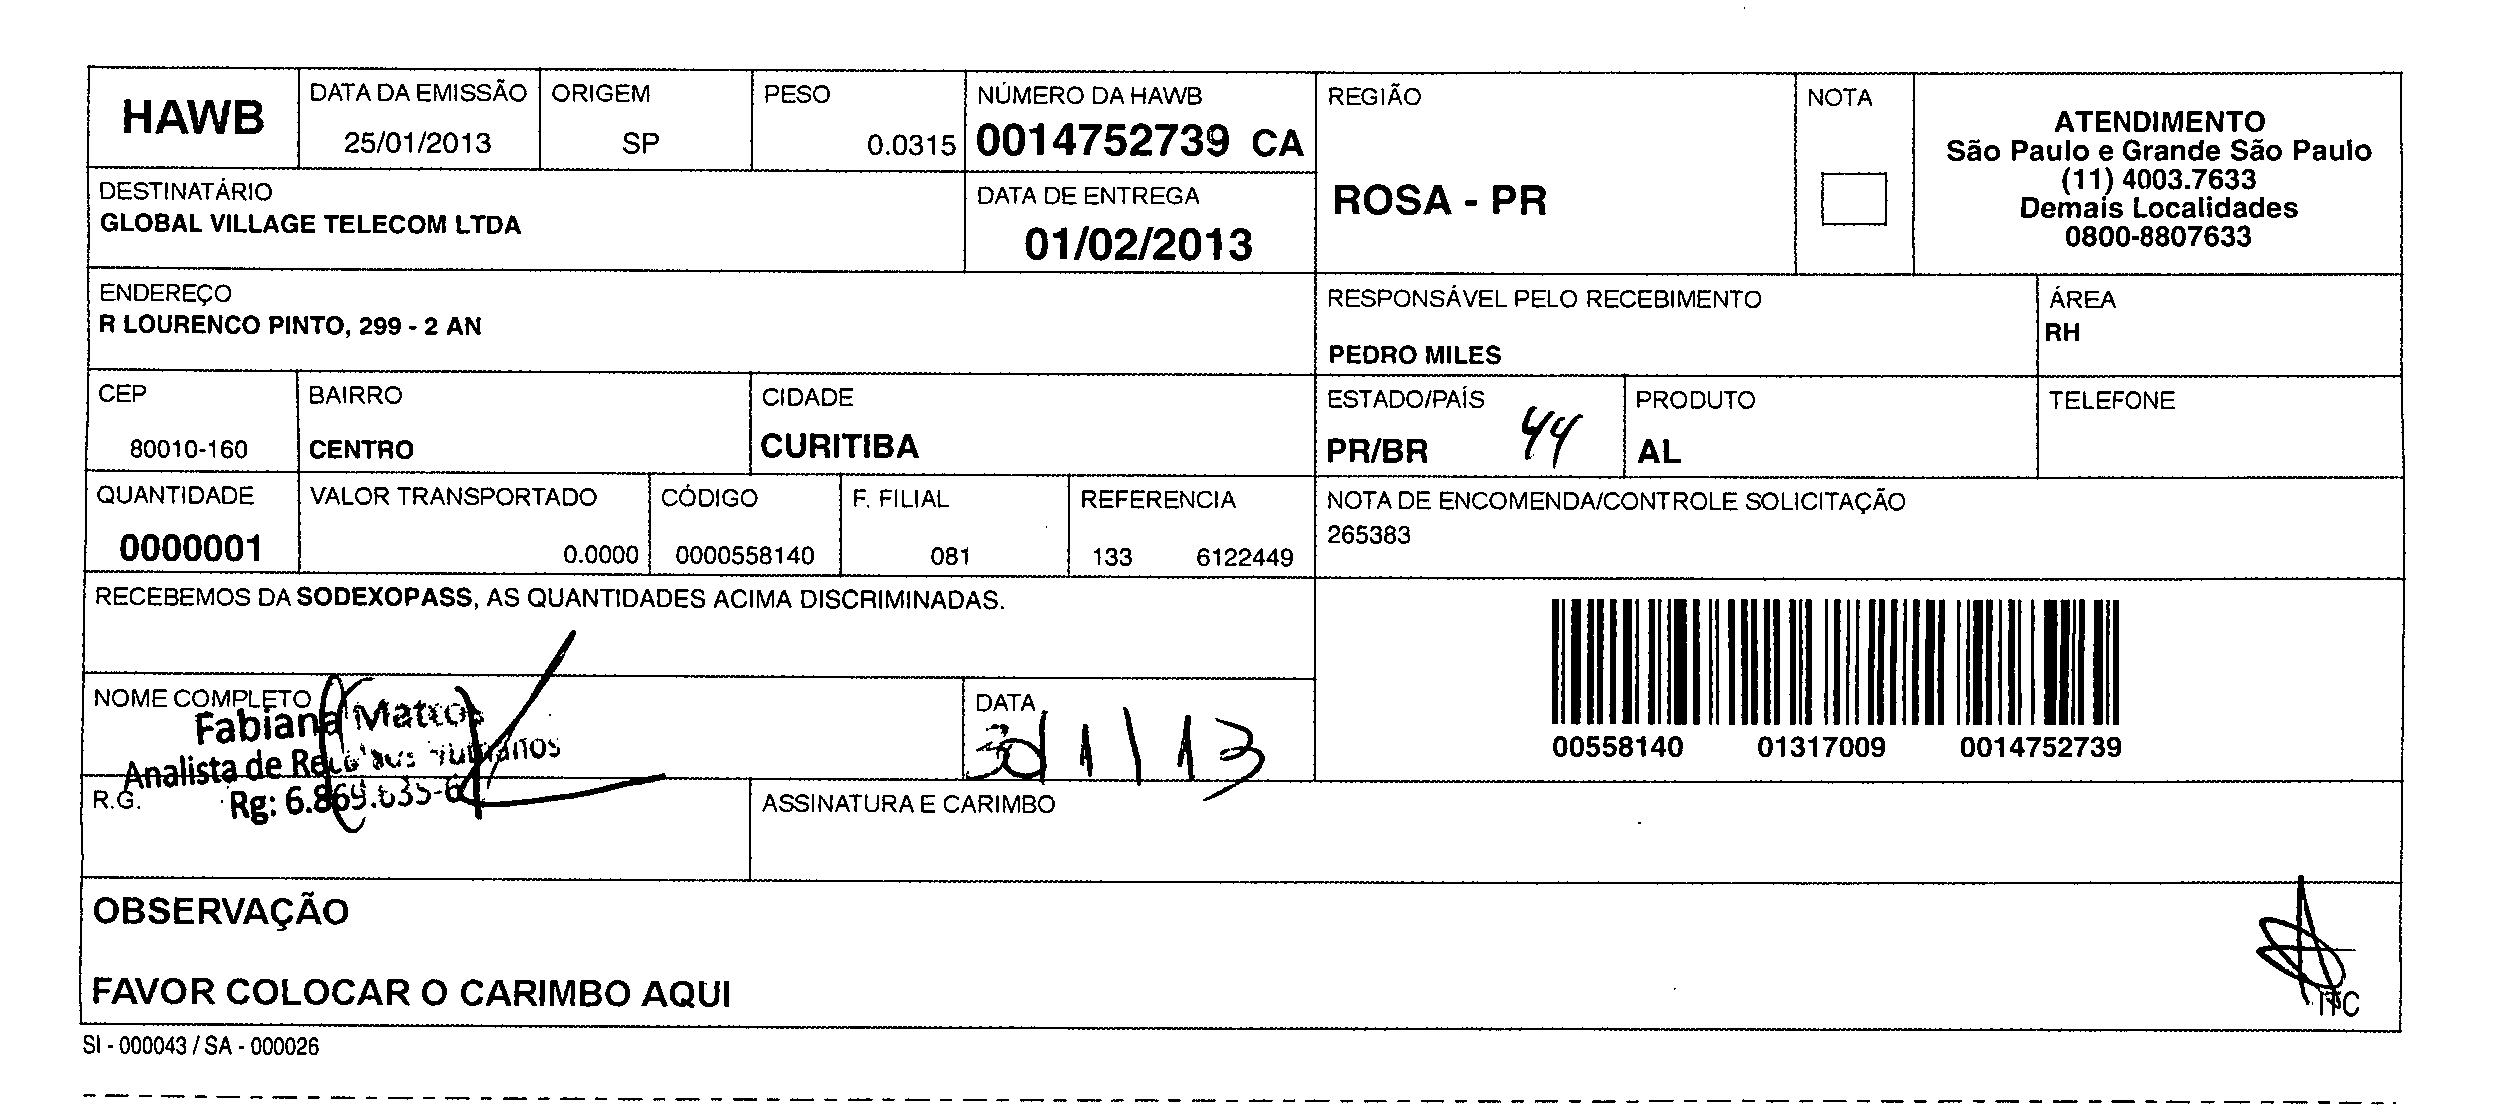 HAWB
DATA DA EMISSÃO
25/01/2013
ORIGEM
SP
PESO
0.0315
NÚMERO DA HAWB
0014752739 CA
REGIÃO
ROSA - PR
NOTA
ATENDIMENTO
São Paulo e Grande São Paulo
(11) 4003.7633
Demais Localidades
0800-8807633
DESTINATÁRIO
GLOBAL VILLAGE TELECOM LTDA
DATA DE ENTREGA
01/02/2013
ENDEREÇO
R LOURENCO PINTO, 299 - 2 AN
RESPONSÁVEL PELO RECEBIMENTO
PEDRO MILES
ÁREA
RH
CEP
80010-160
BAIRRO
CENTRO
CIDADE
CURITIBA
ESTADO/PAÍS
PR/BR 44
PRODUTO
AL
TELEFONE
QUANTIDADE
0000001
VALOR TRANSPORTADO
0.0000
CÓDIGO
0000558140
F. FILIAL
081
REFERENCIA
133 6122449
NOTA DE ENCOMENDA/CONTROLE SOLICITAÇÃO
265383
RECEBEMOS DA SODEXOPASS, AS QUANTIDADES ACIMA DISCRIMINADAS.
00558140 01317009 0014752739
NOME COMPLETO
Fabiana Mattos
Analista de Recursos Humanos
Rg: 6.869.635-6
DATA
30/1/13
R.G.
ASSINATURA E CARIMBO
OBSERVAÇÃO
FAVOR COLOCAR O CARIMBO AQUI
ITC
SI - 000043 / SA - 000026